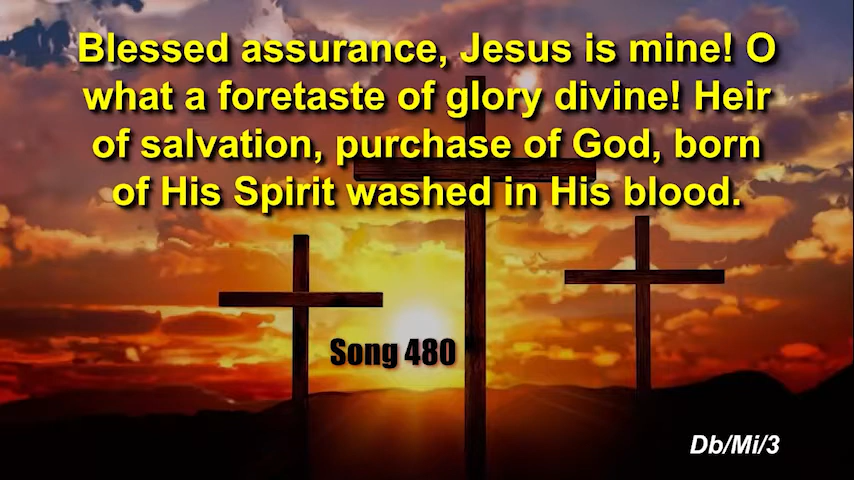 Blessed assurance, Jesus is mine! O
what a foretaste of glory divine! Heir
of salvation, purchase of God, born
of His Spirit washed in His blood.
Song 480
Db/Mi/3